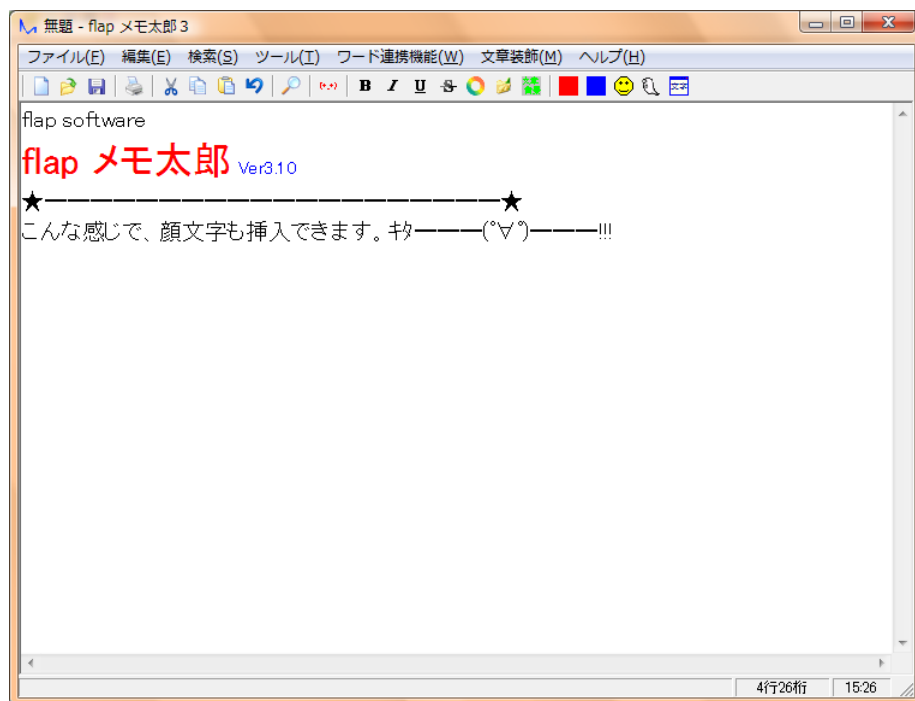 無題 - flap メモ太郎 3
ファイル(F) 編集(E) 検索(S) ツール(T) ワード連携機能(W) 文章装飾(M) ヘルプ(H)
B I U S
flap software
flap メモ太郎 Ver3.10
★━━━━━━━━━━━━━━━━━━━━★
こんな感じで、顔文字も挿入できます。ｷﾀ━━━(ﾟ∀ﾟ)━━━!!!
4行26桁 15:26